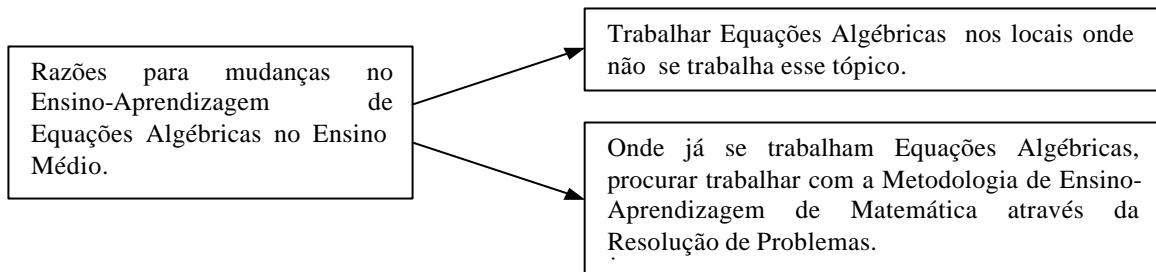 Razões para mudanças no
Ensino-Aprendizagem de
Equações Algébricas no Ensino
Médio.
Trabalhar Equações Algébricas nos locais onde
não se trabalha esse tópico.
Onde já se trabalham Equações Algébricas,
procurar trabalhar com a Metodologia de Ensino-
Aprendizagem de Matemática através da
Resolução de Problemas.